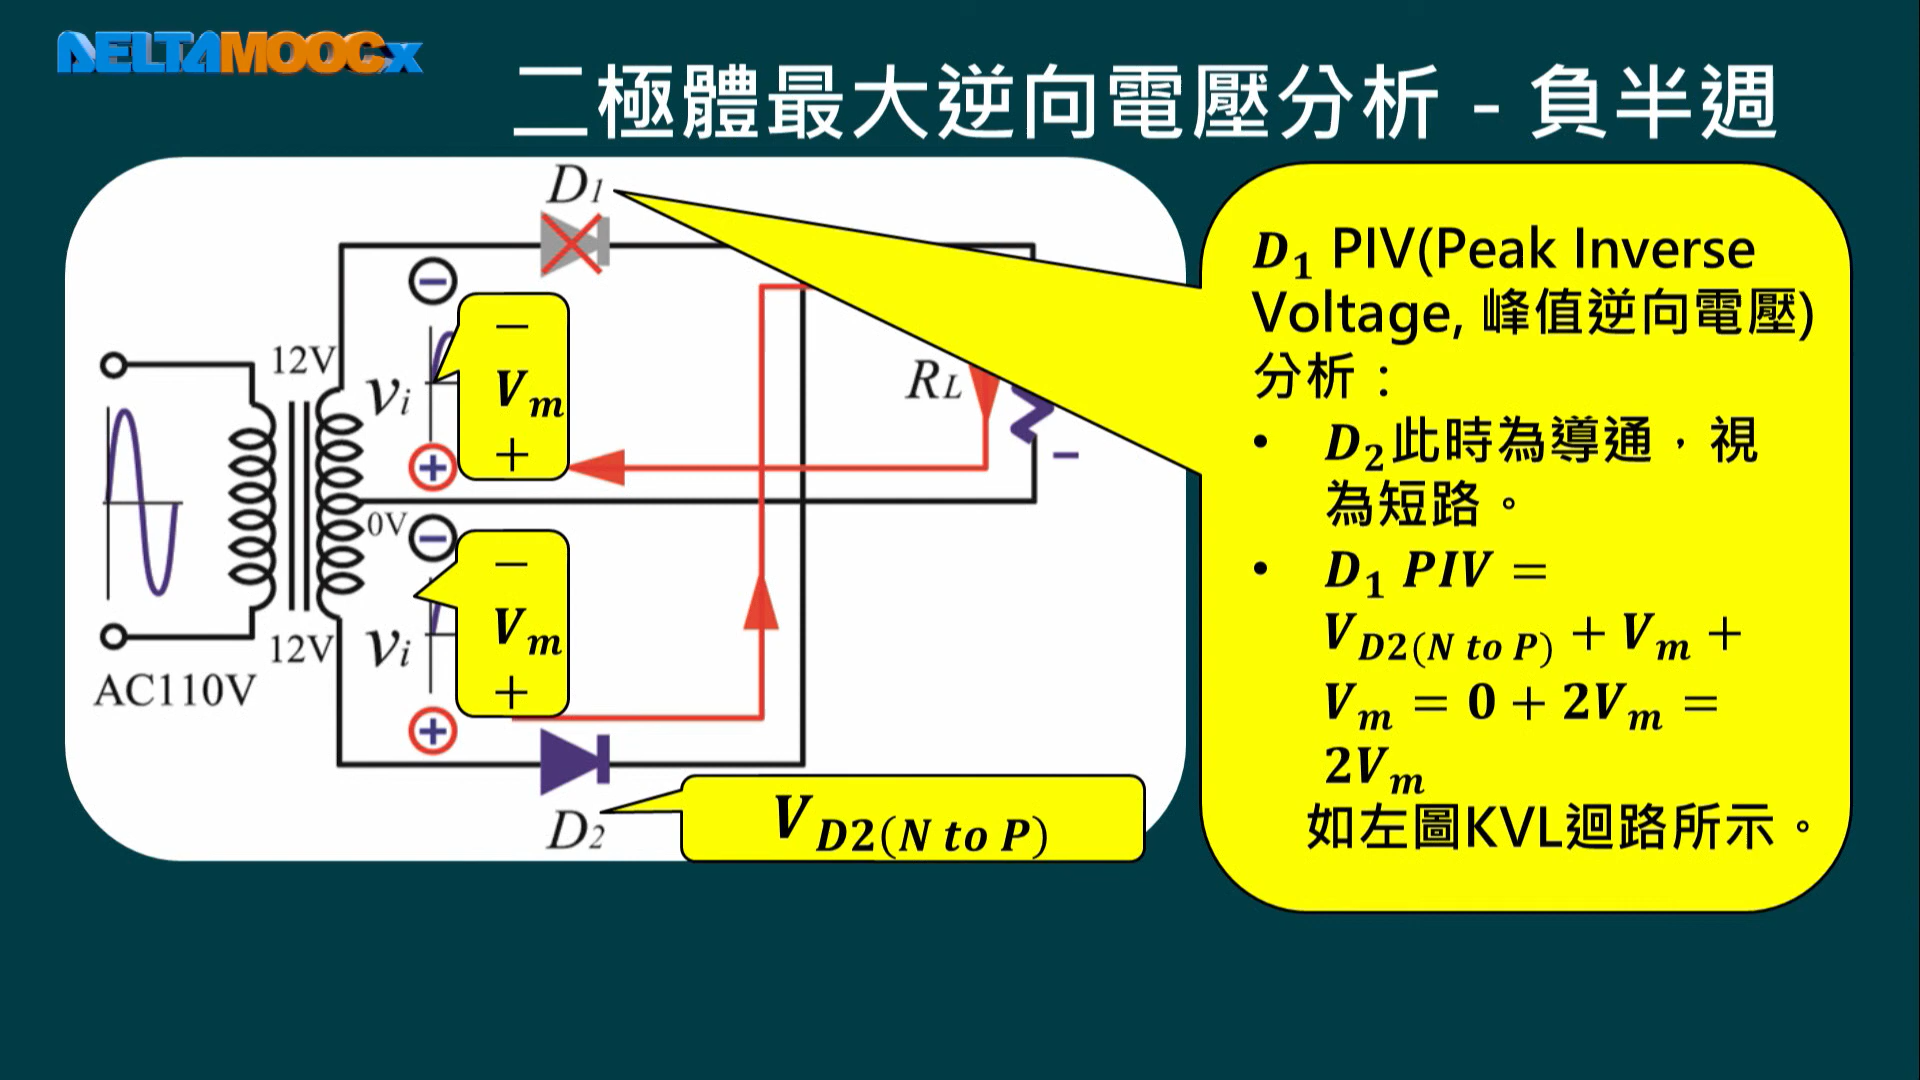 DELTAMOOCx
二極體最大逆向電壓分析 - 負半週
D1
12V
vi
−
Vm
+
RL
-
0V
−
Vm
+
12V
vi
AC110V
D2
VD2(N to P)
D1 PIV(Peak Inverse
Voltage, 峰值逆向電壓)
分析：
• D2此時為導通，視
為短路。
• D1 PIV =
VD2(N to P) + Vm +
Vm = 0 + 2Vm =
2Vm
如左圖KVL迴路所示。